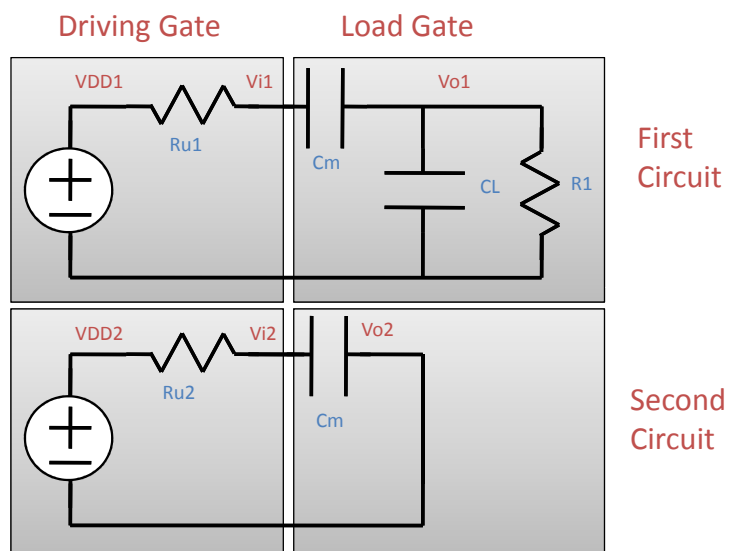 Driving Gate
Load Gate
VDD1
Vi1
Vo1
Ru1
Cm
CL
R1
First
Circuit
VDD2
Vi2
Vo2
Ru2
Cm
Second
Circuit